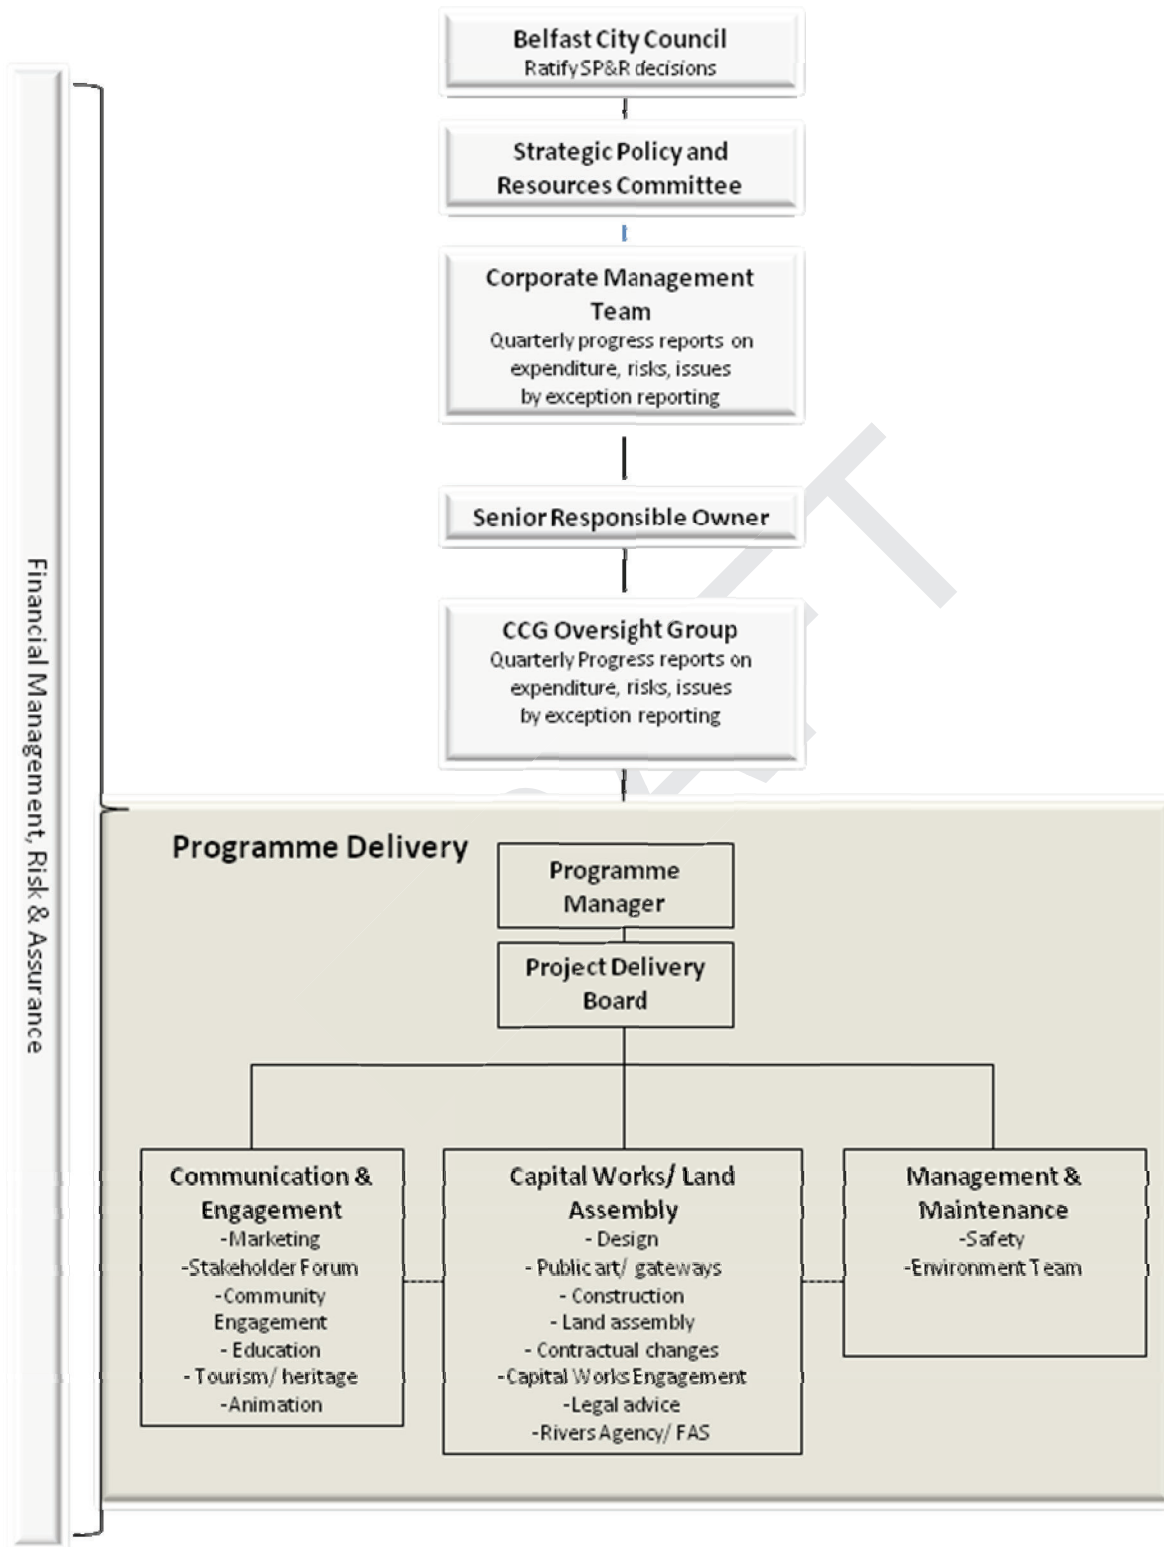 Belfast City Council
Ratify SP&R decisions
Strategic Policy and
Resources Committee
Corporate Management
Team
Quarterly progress reports on
expenditure, risks, issues
by exception reporting
Senior Responsible Owner
CCG Oversight Group
Quarterly Progress reports on
expenditure, risks, issues
by exception reporting
Financial Management, Risk & Assurance
Programme Delivery
Programme
Manager
Project Delivery
Board
Communication &
Engagement
-Marketing
-Stakeholder Forum
-Community
Engagement
- Education
- Tourism/ heritage
-Animation
Capital Works/ Land
Assembly
- Design
- Public art/ gateways
- Construction
- Land assembly
- Contractual changes
-Capital Works Engagement
-Legal advice
-Rivers Agency/ FAS
Management &
Maintenance
-Safety
-Environment Team